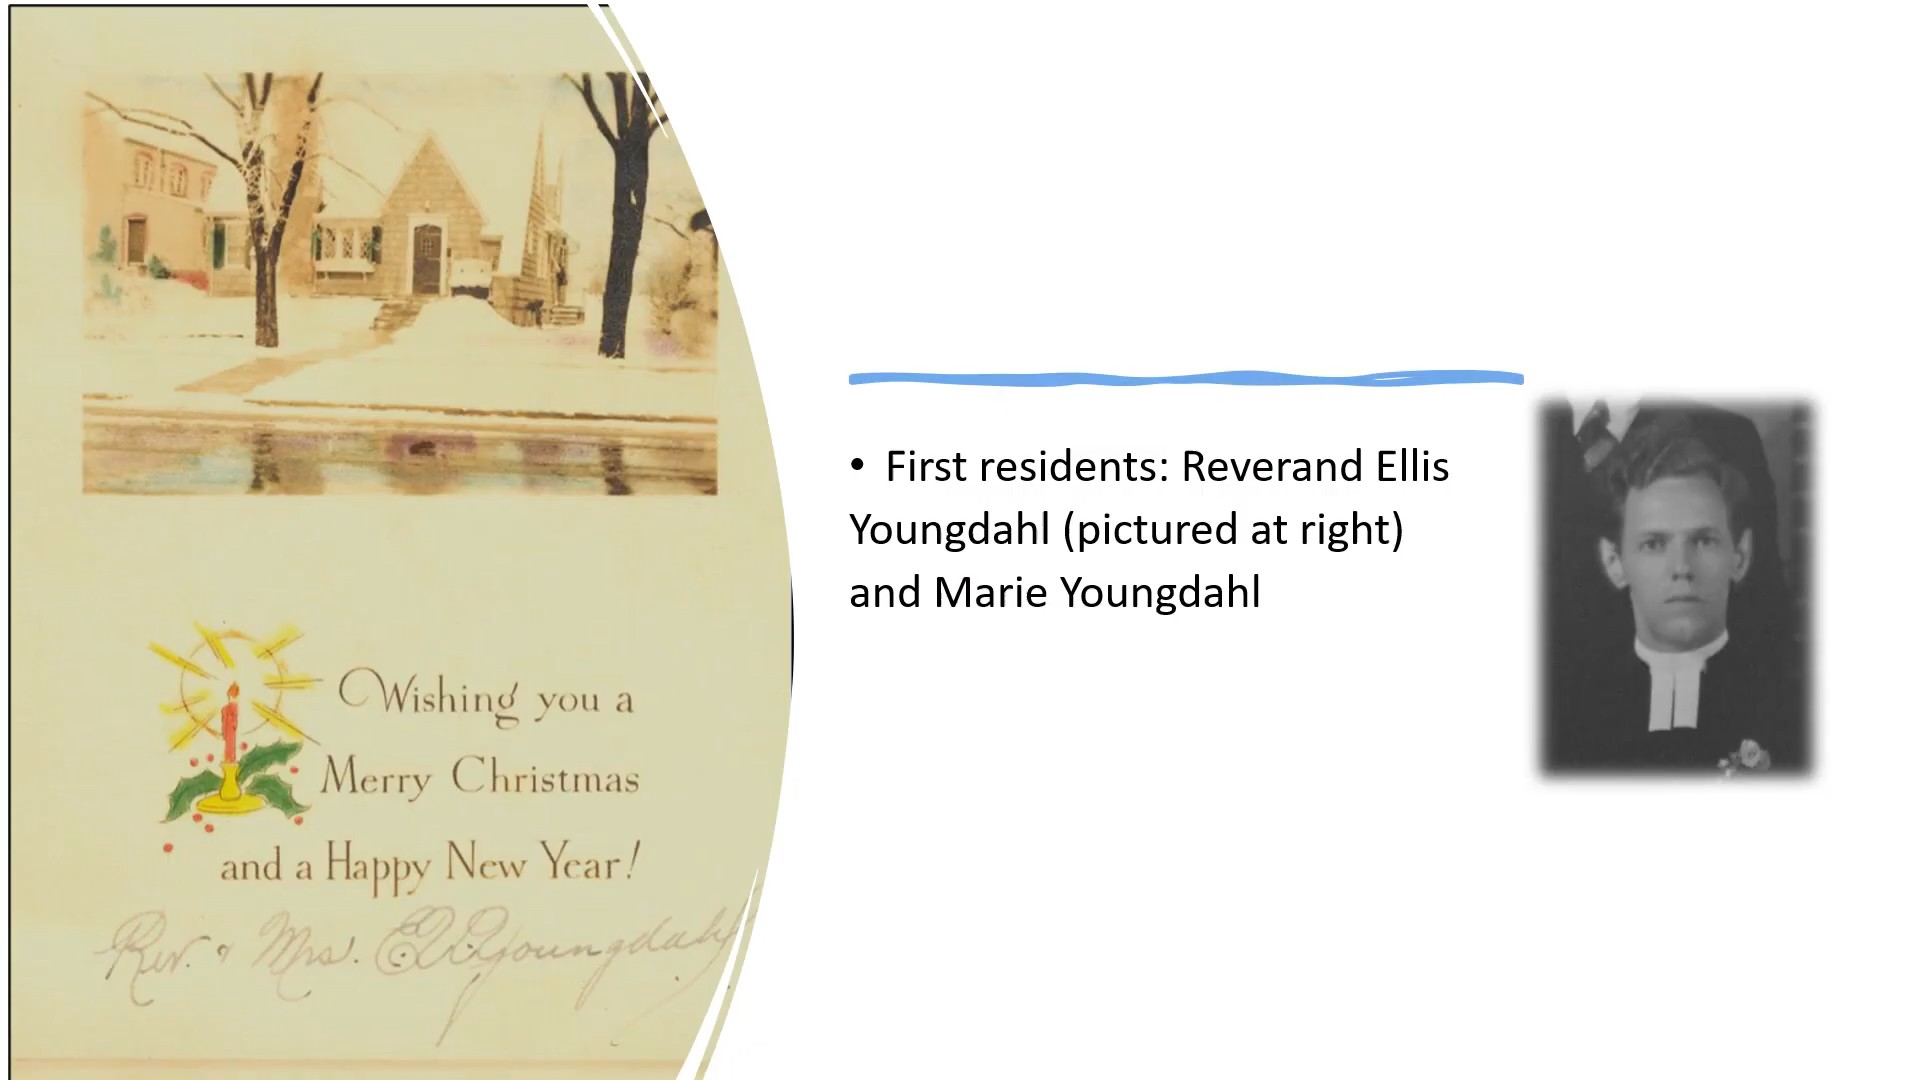 Wishing you a
Merry Christmas
and a Happy New Year!
Rev. & Mrs. E. L. Youngdahl
• First residents: Reverand Ellis
Youngdahl (pictured at right)
and Marie Youngdahl